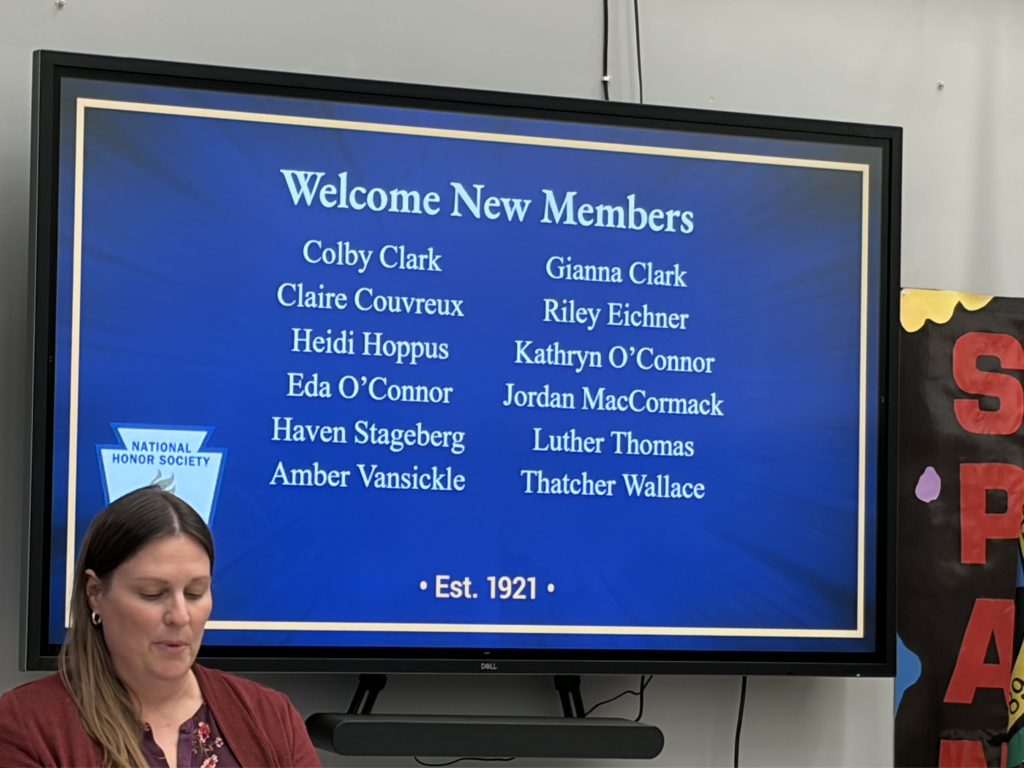 Welcome New Members
Colby Clark
Gianna Clark
Claire Couvreux
Riley Eichner
Heidi Hoppus
Kathryn O'Connor
Eda O'Connor
Jordan MacCormack
Haven Stageberg
Luther Thomas
Amber Vansickle
Thatcher Wallace
NATIONAL
HONOR SOCIETY
• Est. 1921 •
DELL
S
P
A